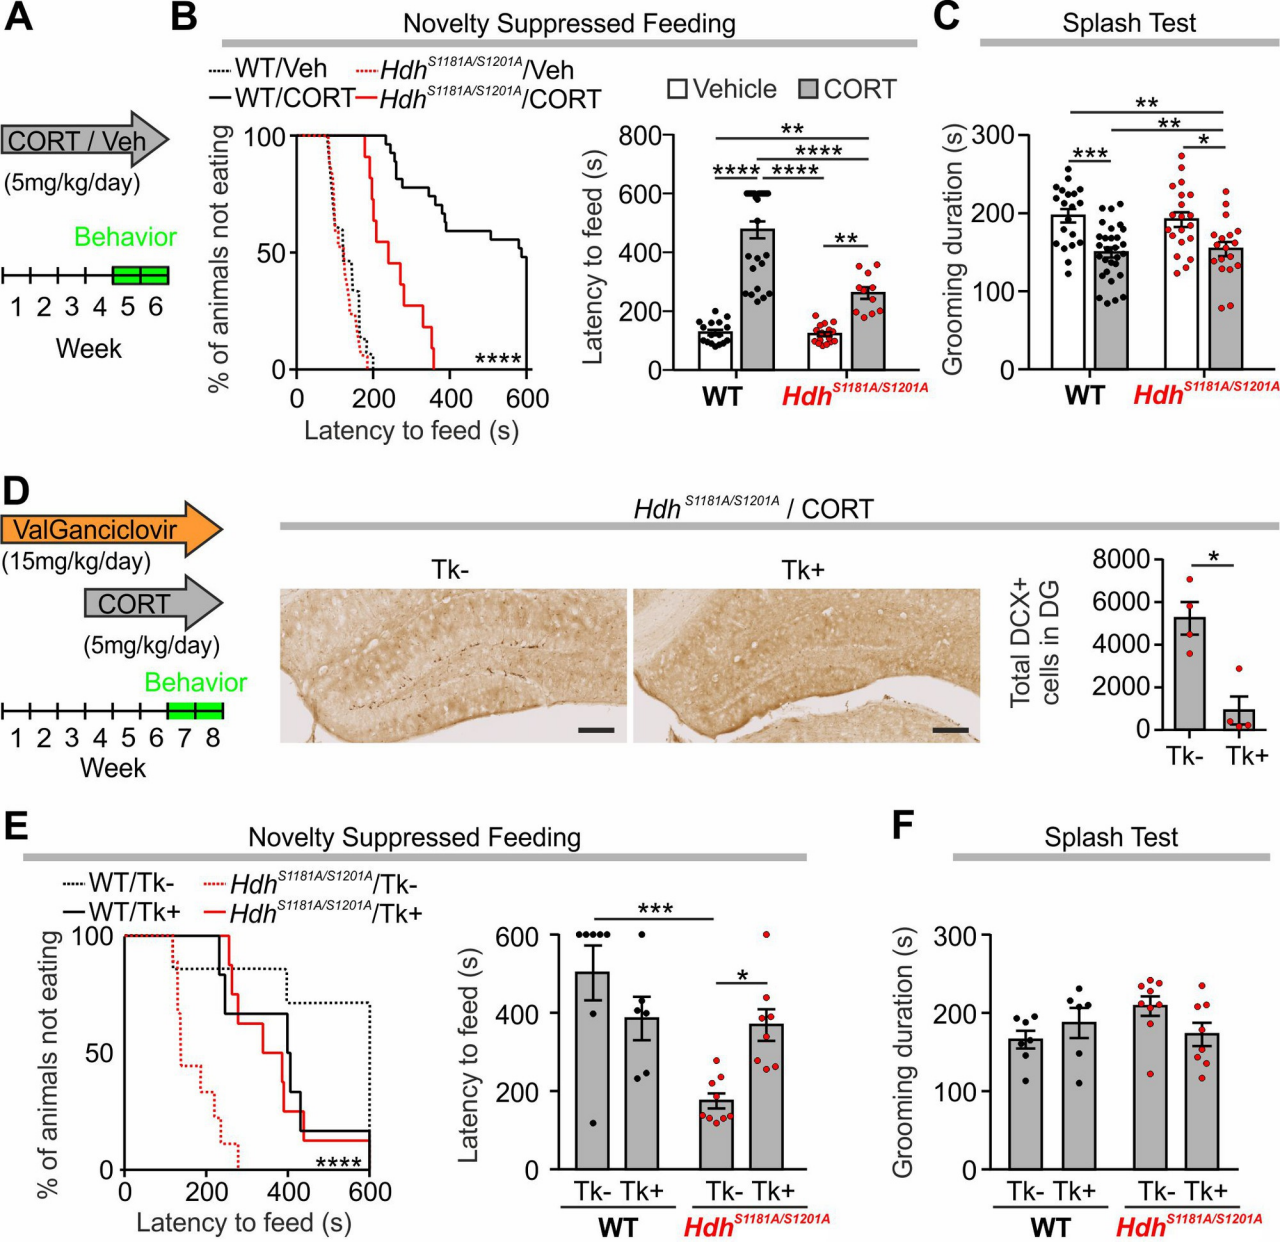 A
CORT / Veh
(5mg/kg/day)
Behavior
1 2 3 4 5 6
Week
B
Novelty Suppressed Feeding
WT/Veh
Hdh S1181A/S1201A/Veh
WT/CORT
Hdh S1181A/S1201A/CORT
% of animals not eating
100
50
0
0 200 400 600
Latency to feed (s)
****
Vehicle
CORT
Latency to feed (s)
800
600
400
200
0
**
****
**** ****
**
WT
Hdh S1181A/S1201A
C
Splash Test
Grooming duration (s)
300
200
100
0
**
**
*
***
WT
Hdh S1181A/S1201A
D
ValGanciclovir
(15mg/kg/day)
CORT
(5mg/kg/day)
Behavior
1 2 3 4 5 6 7 8
Week
Hdh S1181A/S1201A / CORT
Tk-
Tk+
Total DCX+
cells in DG
8000
6000
4000
2000
0
*
Tk- Tk+
E
Novelty Suppressed Feeding
WT/Tk-
Hdh S1181A/S1201A/Tk-
WT/Tk+
Hdh S1181A/S1201A/Tk+
% of animals not eating
100
50
0
0 200 400 600
Latency to feed (s)
****
Latency to feed (s)
600
400
200
0
***
*
Tk- Tk+ Tk- Tk+
WT
Hdh S1181A/S1201A
F
Splash Test
Grooming duration (s)
300
200
100
0
Tk- Tk+ Tk- Tk+
WT
Hdh S1181A/S1201A